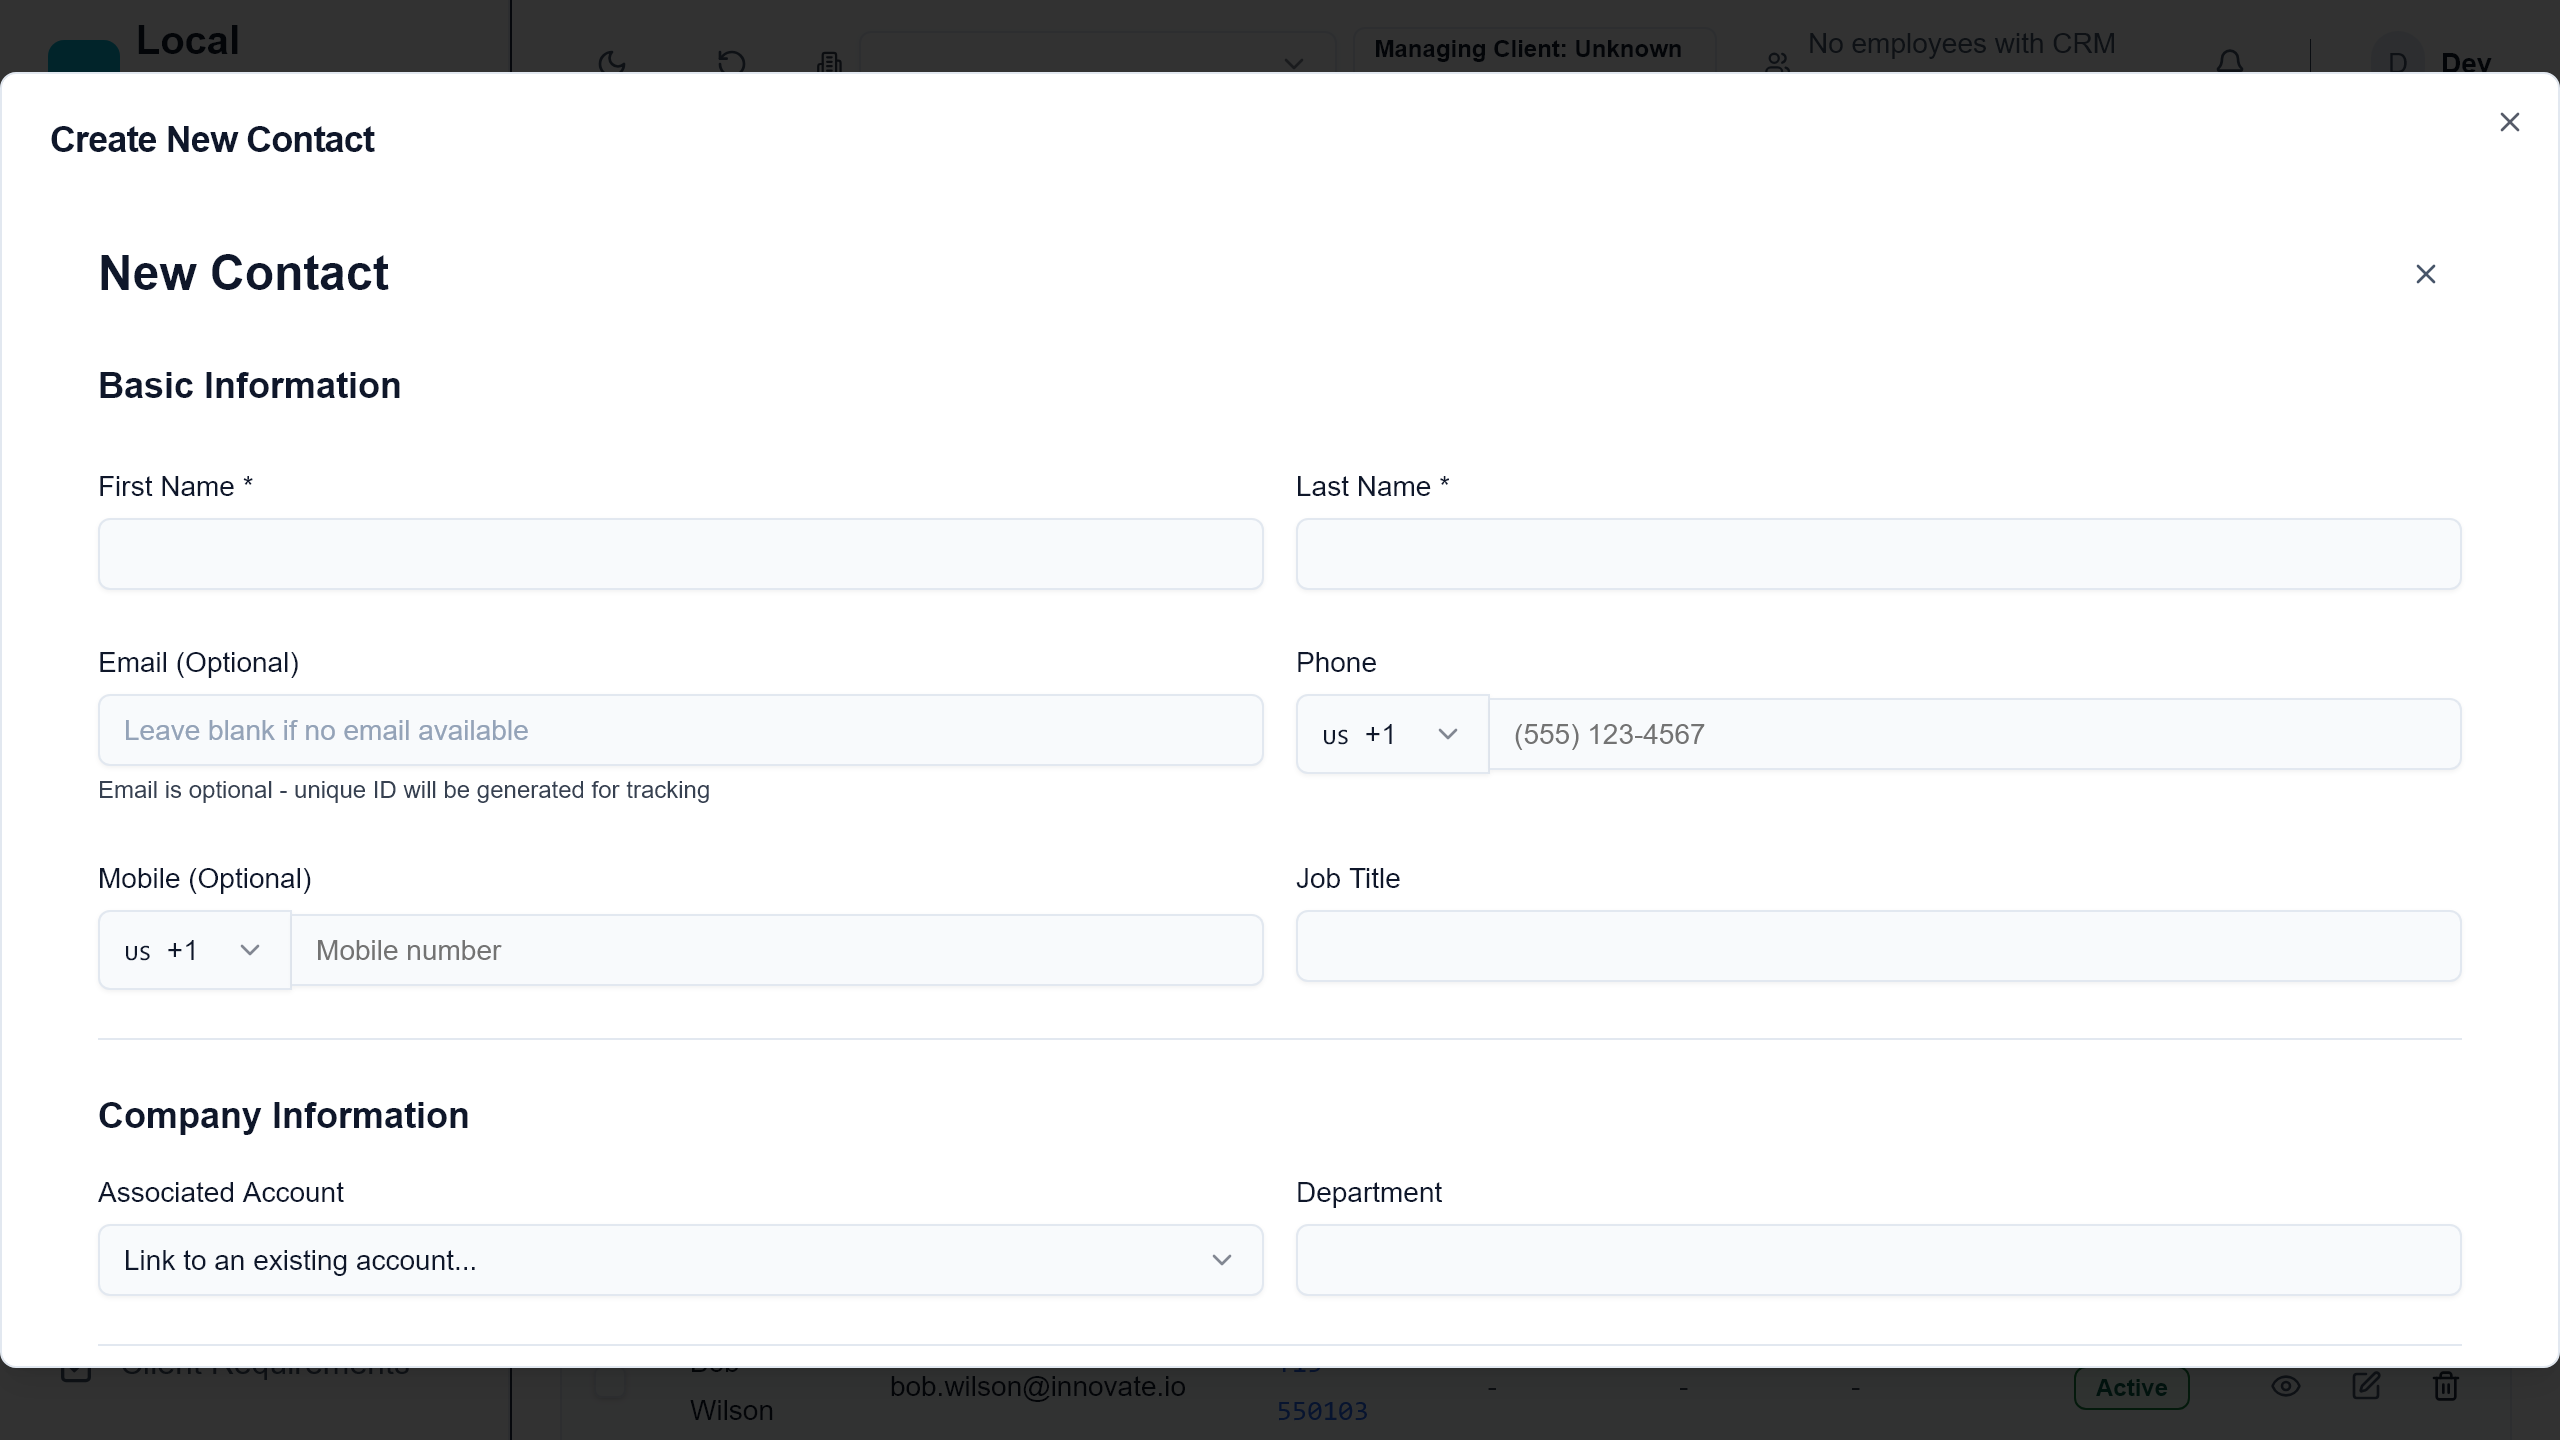 Local
Managing Client: Unknown
No employees with CRM
D
Dev
Create New Contact
New Contact
Basic Information
First Name *
Last Name *
Email (Optional)
Phone
Leave blank if no email available
US +1
(555) 123-4567
Email is optional - unique ID will be generated for tracking
Mobile (Optional)
Job Title
US +1
Mobile number
Company Information
Associated Account
Department
Link to an existing account...
Client Requirements
Bob
bob.wilson@innovate.io
-
-
-
Active
Wilson
550103